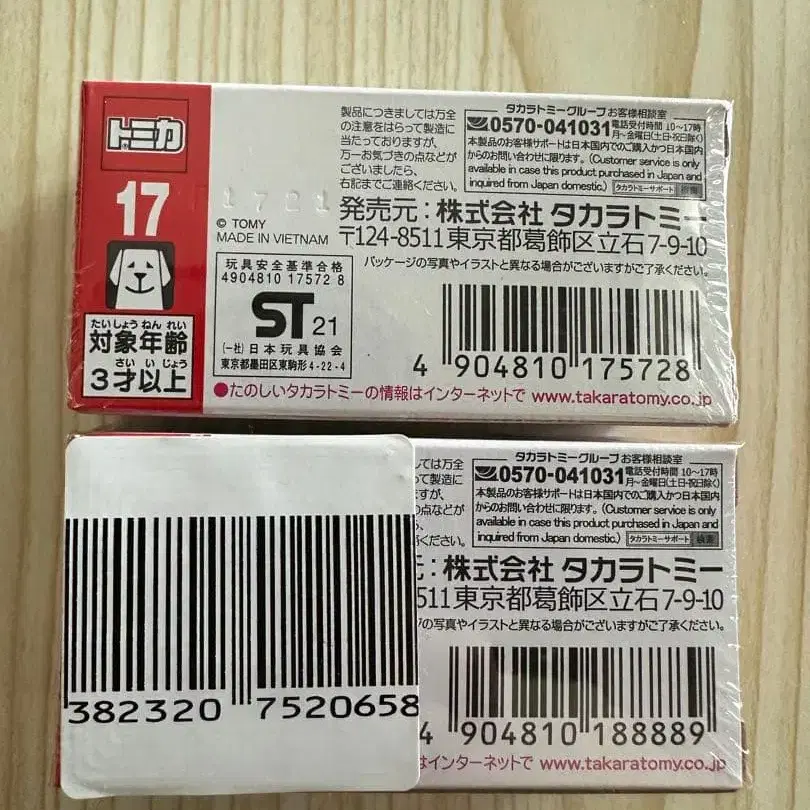 トミカ
17
たいしょうねんれい
対象年齢
さいいじょう
3才以上
1721
© TOMY
MADE IN VIETNAM
玩具安全基準合格
4904810 17572 8
ST 21
(一社)日本玩具協会
東京都墨田区東駒形4-22-4
製品につきましては万全
の注意をはらって製造に
当たっておりますが、
万一お気づきの点などが
ございましたら、
右記までご連絡ください。
タカラトミーグループお客様相談室
0570-041031 電話受付時間 10~17時
月~金曜日(土・日・祝日除く)
本製品のお客様サポートは日本国内でのご購入かつ日本国内
からのお問い合わせに限ります。(Customer service is only
available in case this product purchased in Japan and
inquired from Japan domestic.) タカラトミーサポート 検索
発売元:株式会社 タカラトミー
〒124-8511東京都葛飾区立石7-9-10
パッケージの写真やイラストと異なる場合がございますがご了承ください。
4 904810 175728
●たのしいタカラトミーの情報はインターネットで www.takaratomy.co.jp
382320 7520658
ては万全
って製造に
すが、
の点などが
ください。
タカラトミーグループお客様相談室
0570-041031 電話受付時間 10~17時
月~金曜日(土・日・祝日除く)
本製品のお客様サポートは日本国内でのご購入かつ日本国内
からのお問い合わせに限ります。(Customer service is only
available in case this product purchased in Japan and
inquired from Japan domestic.) タカラトミーサポート 検索
元:株式会社 タカラトミー
511東京都葛飾区立石7-9-10
の写真やイラストと異なる場合がございますがご了承ください。
4 904810 188889
インターネットで www.takaratomy.co.jp